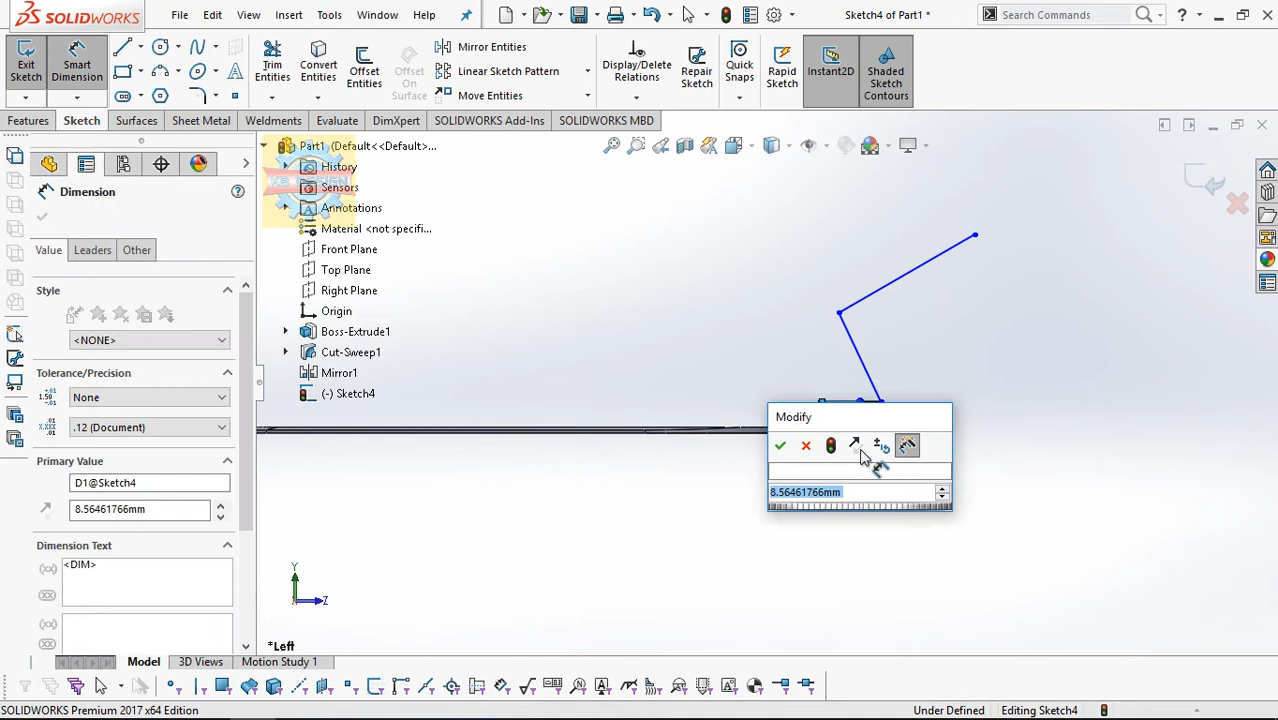 SOLIDWORKS
File
Edit
View
Insert
Tools
Window
Help
Sketch4 of Part1 *
Search Commands
?
Exit Sketch
Smart Dimension
Trim Entities
Convert Entities
Offset Entities
Offset On Surface
Mirror Entities
Linear Sketch Pattern
Move Entities
Display/Delete Relations
Repair Sketch
Quick Snaps
Rapid Sketch
Instant2D
Shaded Sketch Contours
Features
Sketch
Surfaces
Sheet Metal
Weldments
Evaluate
DimXpert
SOLIDWORKS Add-Ins
SOLIDWORKS MBD
Dimension
Value
Leaders
Other
Style
<NONE>
Tolerance/Precision
None
.12 (Document)
Primary Value
D1@Sketch4
8.56461766mm
Dimension Text
<DIM>
Part1 (Default<<Default>...
History
Sensors
Annotations
Material <not specifi...
Front Plane
Top Plane
Right Plane
Origin
Boss-Extrude1
Cut-Sweep1
Mirror1
(-) Sketch4
Modify
8.56461766mm
Y
Z
*Left
Model
3D Views
Motion Study 1
SOLIDWORKS Premium 2017 x64 Edition
Under Defined
Editing Sketch4